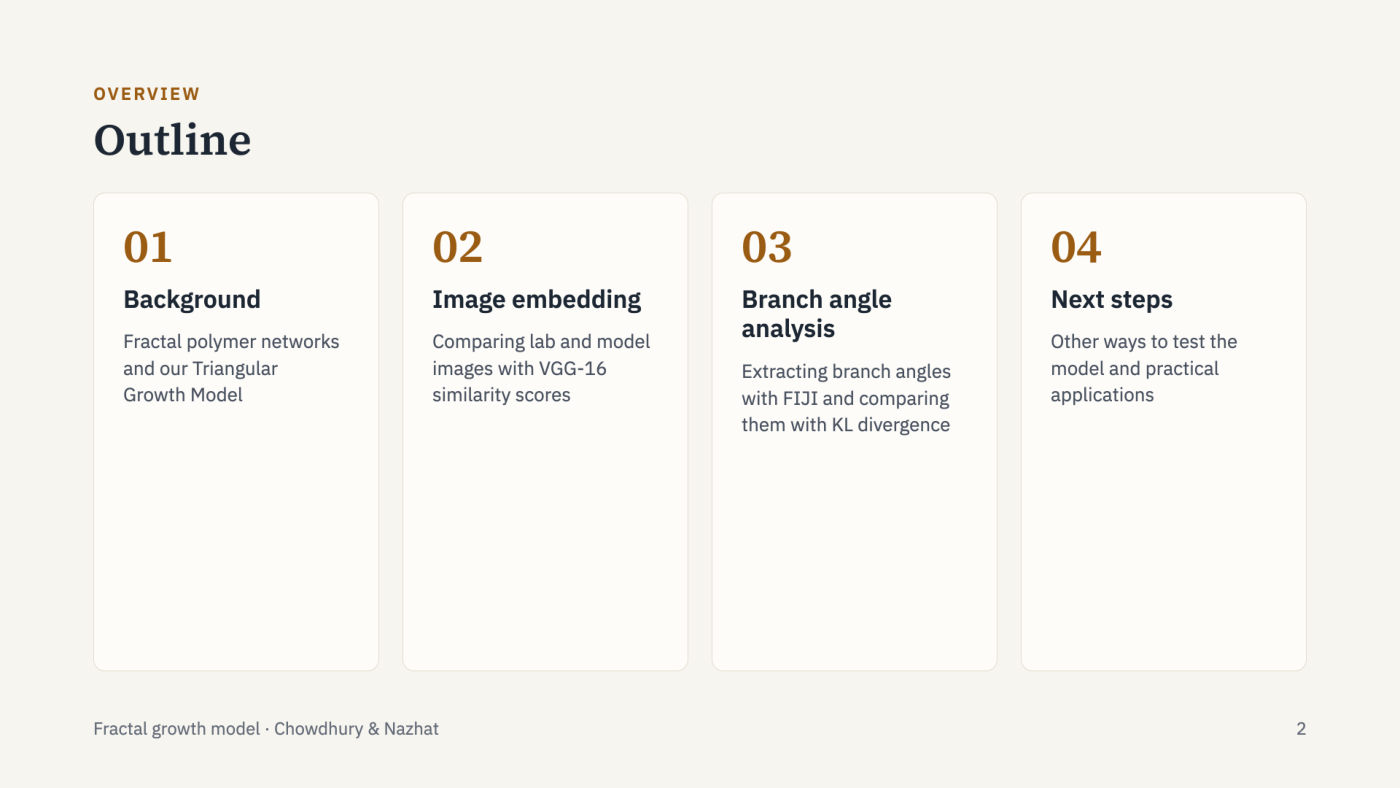 OVERVIEW
Outline
01
Background
Fractal polymer networks
and our Triangular
Growth Model
02
Image embedding
Comparing lab and model
images with VGG-16
similarity scores
03
Branch angle
analysis
Extracting branch angles
with FIJI and comparing
them with KL divergence
04
Next steps
Other ways to test the
model and practical
applications
Fractal growth model · Chowdhury & Nazhat
2